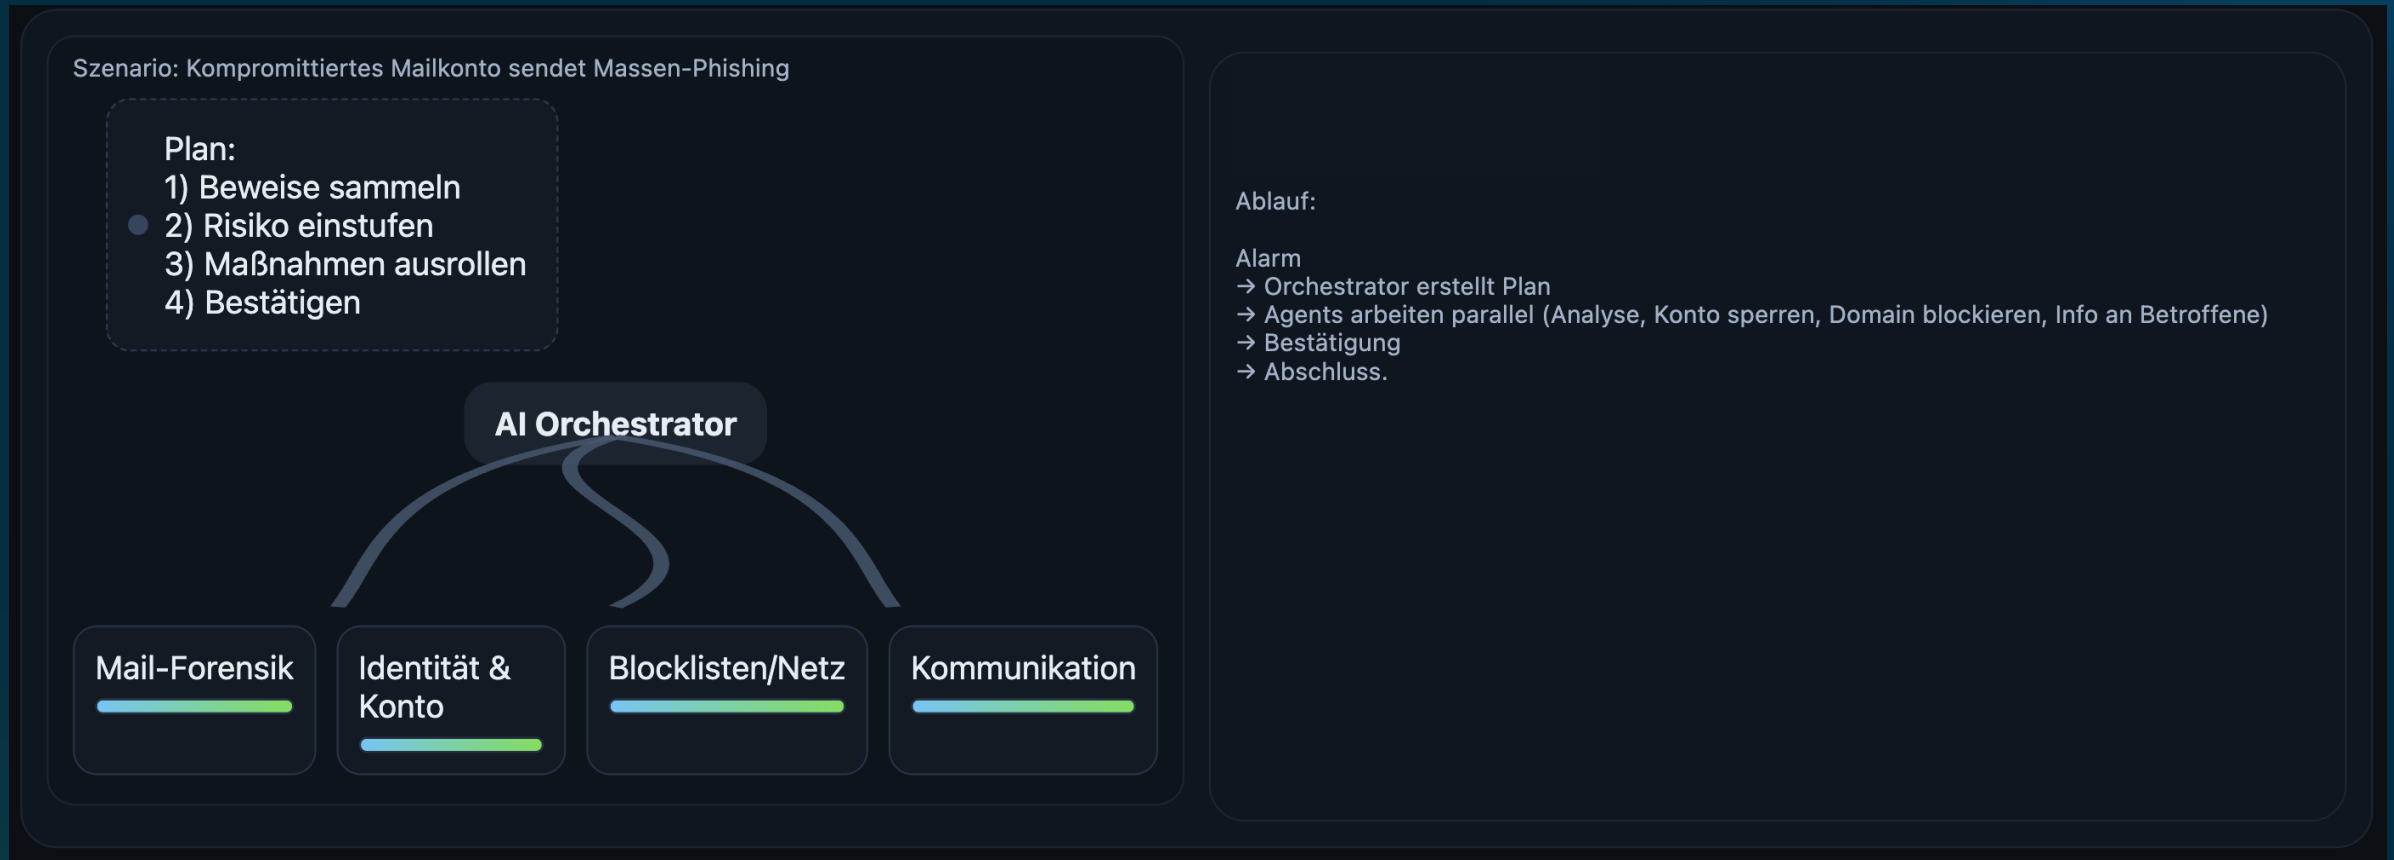 Szenario: Kompromittiertes Mailkonto sendet Massen-Phishing
Plan:
1) Beweise sammeln
2) Risiko einstufen
3) Maßnahmen ausrollen
4) Bestätigen
AI Orchestrator
Mail-Forensik
Identität &
Konto
Blocklisten/Netz
Kommunikation
Ablauf:
Alarm
→ Orchestrator erstellt Plan
→ Agents arbeiten parallel (Analyse, Konto sperren, Domain blockieren, Info an Betroffene)
→ Bestätigung
→ Abschluss.